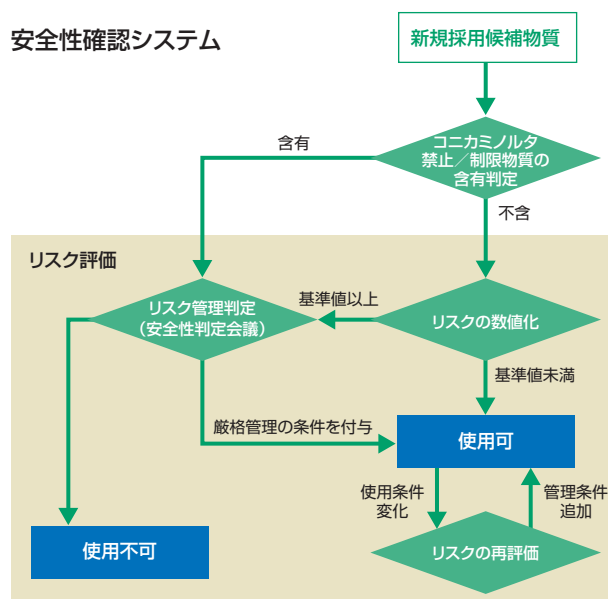 安全性確認システム
新規採用候補物質
コニカミノルタ
禁止／制限物質の
含有判定
含有
不含
リスク評価
リスク管理判定
（安全性判定会議）
基準値以上
リスクの数値化
基準値未満
厳格管理の条件を付与
使用可
使用条件
変化
管理条件
追加
使用不可
リスクの再評価